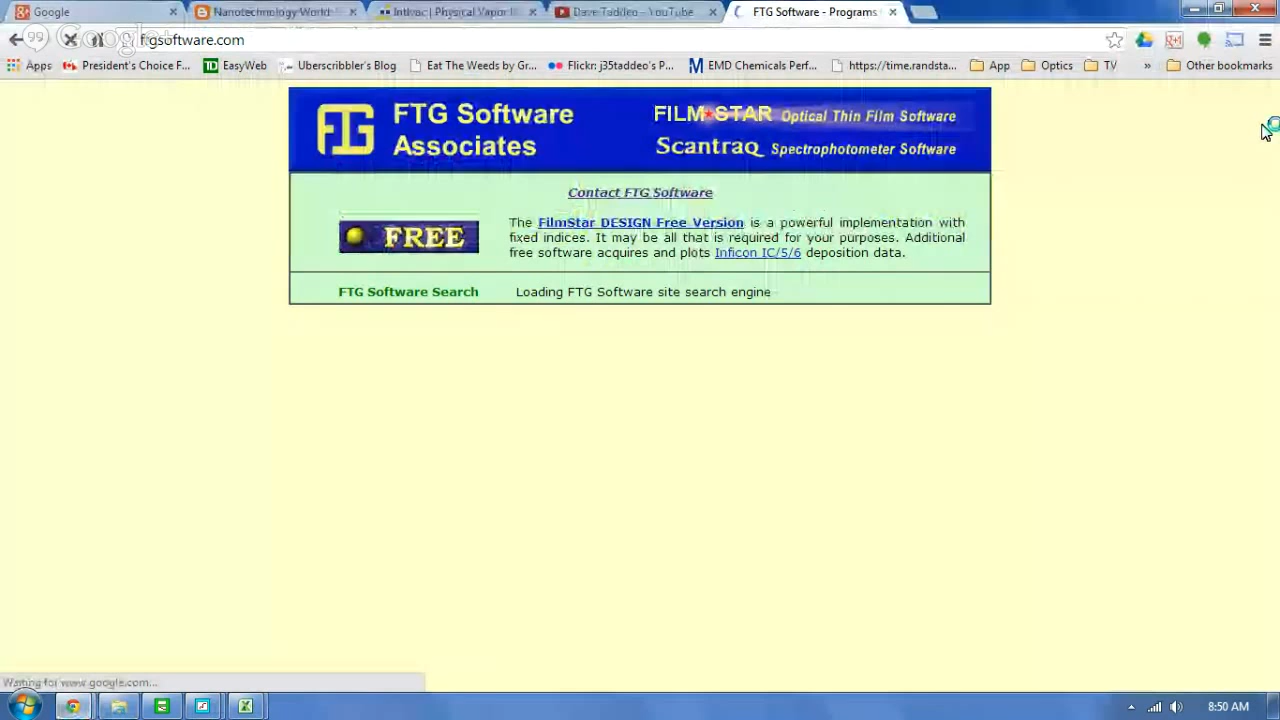 Google
Nanotechnology World
Intlvac | Physical Vapor
Dave Taddeo - YouTube
FTG Software - Programs
99
ftgsoftware.com
Apps
President's Choice F...
EasyWeb
Uberscribbler's Blog
Eat The Weeds by Gr...
Flickr: j35taddeo's P...
EMD Chemicals Perf...
https://time.randsta...
App
Optics
TV
»
Other bookmarks
FTG
FTG Software
Associates
FILM★STAR Optical Thin Film Software
Scantraq Spectrophotometer Software
Contact FTG Software
FREE
The FilmStar DESIGN Free Version is a powerful implementation with
fixed indices. It may be all that is required for your purposes. Additional
free software acquires and plots Inficon IC/5/6 deposition data.
FTG Software Search
Loading FTG Software site search engine
Waiting for www.google.com...
8:50 AM